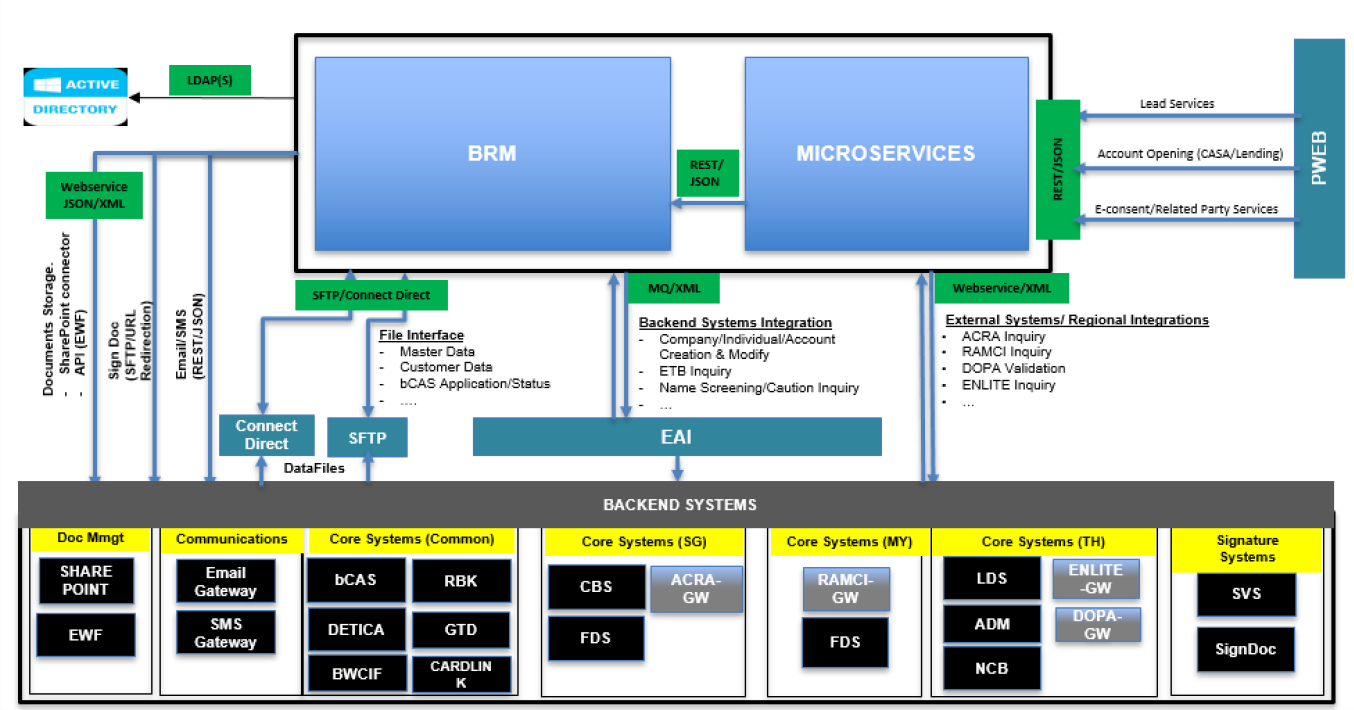 ACTIVE
DIRECTORY
LDAP(S)
BRM
MICROSERVICES
REST/
JSON
REST/JSON
Lead Services
Account Opening (CASA/Lending)
E-consent/Related Party Services
PWEB
Webservice
JSON/XML
Documents Storage.
- SharePoint connector
- API (EWF)
Sign Doc
(SFTP/URL
Redirection)
Email/SMS
(REST/JSON)
SFTP/Connect Direct
File Interface
- Master Data
- Customer Data
- bCAS Application/Status
- ....
MQ/XML
Backend Systems Integration
- Company/Individual/Account
Creation & Modify
- ETB Inquiry
- Name Screening/Caution Inquiry
- ...
Webservice/XML
External Systems/ Regional Integrations
• ACRA Inquiry
• RAMCI Inquiry
• DOPA Validation
• ENLITE Inquiry
• ...
Connect
Direct
SFTP
EAI
DataFiles
BACKEND SYSTEMS
Doc Mmgt
SHARE
POINT
EWF
Communications
Email
Gateway
SMS
Gateway
Core Systems (Common)
bCAS
RBK
DETICA
GTD
BWCIF
CARDLIN
K
Core Systems (SG)
CBS
ACRA-
GW
FDS
Core Systems (MY)
RAMCI-
GW
FDS
Core Systems (TH)
LDS
ENLITE
-GW
ADM
DOPA-
GW
NCB
Signature
Systems
SVS
SignDoc